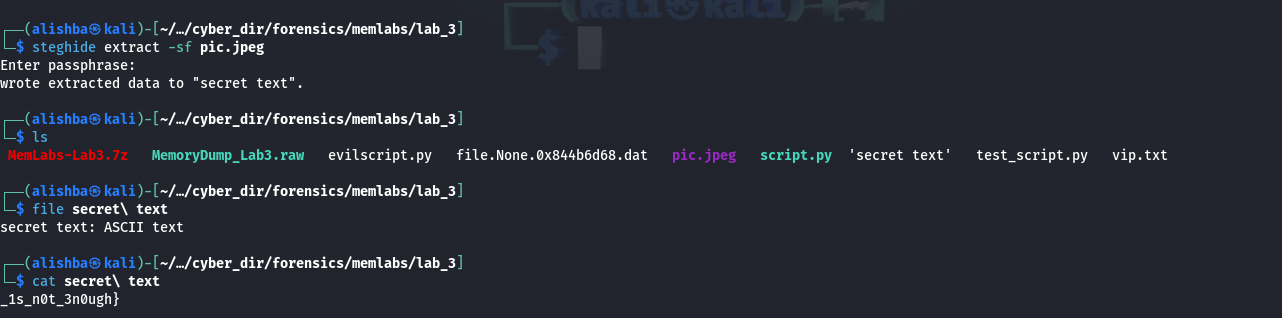 (kali㉿kali)
$
┌──(alishba㉿kali)-[~/…/cyber_dir/forensics/memlabs/lab_3]
└─$ steghide extract -sf pic.jpeg
Enter passphrase:
wrote extracted data to "secret text".
┌──(alishba㉿kali)-[~/…/cyber_dir/forensics/memlabs/lab_3]
└─$ ls
MemLabs-Lab3.7z MemoryDump_Lab3.raw evilscript.py file.None.0x844b6d68.dat pic.jpeg script.py 'secret text' test_script.py vip.txt
┌──(alishba㉿kali)-[~/…/cyber_dir/forensics/memlabs/lab_3]
└─$ file secret\ text
secret text: ASCII text
┌──(alishba㉿kali)-[~/…/cyber_dir/forensics/memlabs/lab_3]
└─$ cat secret\ text
_1s_n0t_3n0ugh}